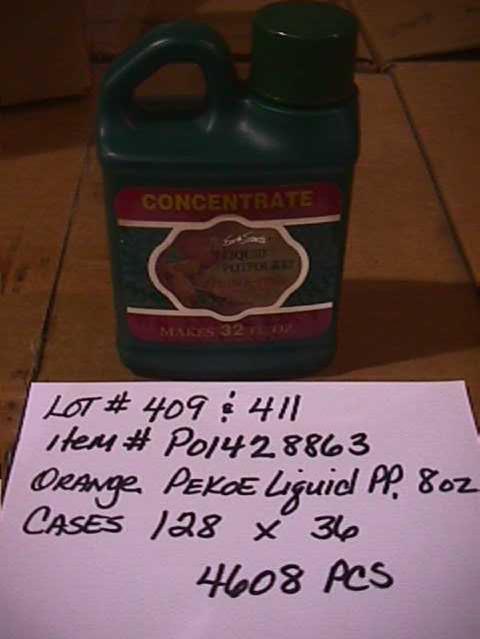 CONCENTRATE
LIQUID
POTPOURRI
MAKES 32 FL OZ
LOT # 409 & 411
Item # P01428863
ORANGE PEKOE Liquid PP. 8oz
CASES 128 x 36
4608 PCS